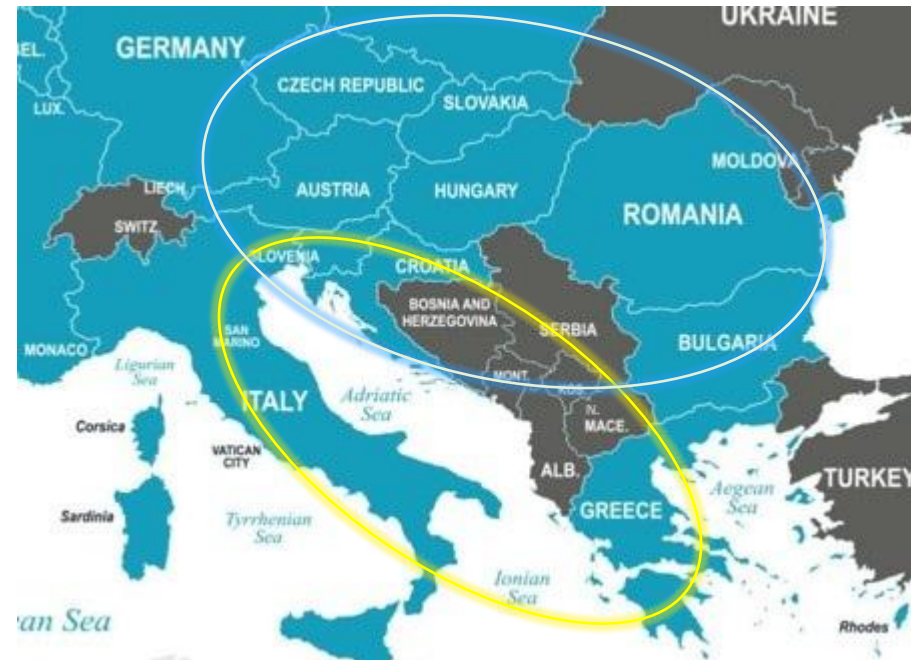 UKRAINE
GERMANY
EL.
CZECH REPUBLIC
SLOVAKIA
LUX.
MOLDOVA
LIECH.
AUSTRIA
HUNGARY
ROMANIA
SWITZ.
SLOVENIA
CROATIA
BOSNIA AND
HERZEGOVINA
SERBIA
SAN
MARINO
BULGARIA
MONACO
Ligurian
Sea
MONT.
KOS.
ITALY
Adriatic
Sea
N.
MACE.
Corsica
VATICAN
CITY
ALB.
TURKEY
Aegean
Sea
GREECE
Sardinia
Tyrrhenian
Sea
Ionian
Sea
an Sea
Rhodes